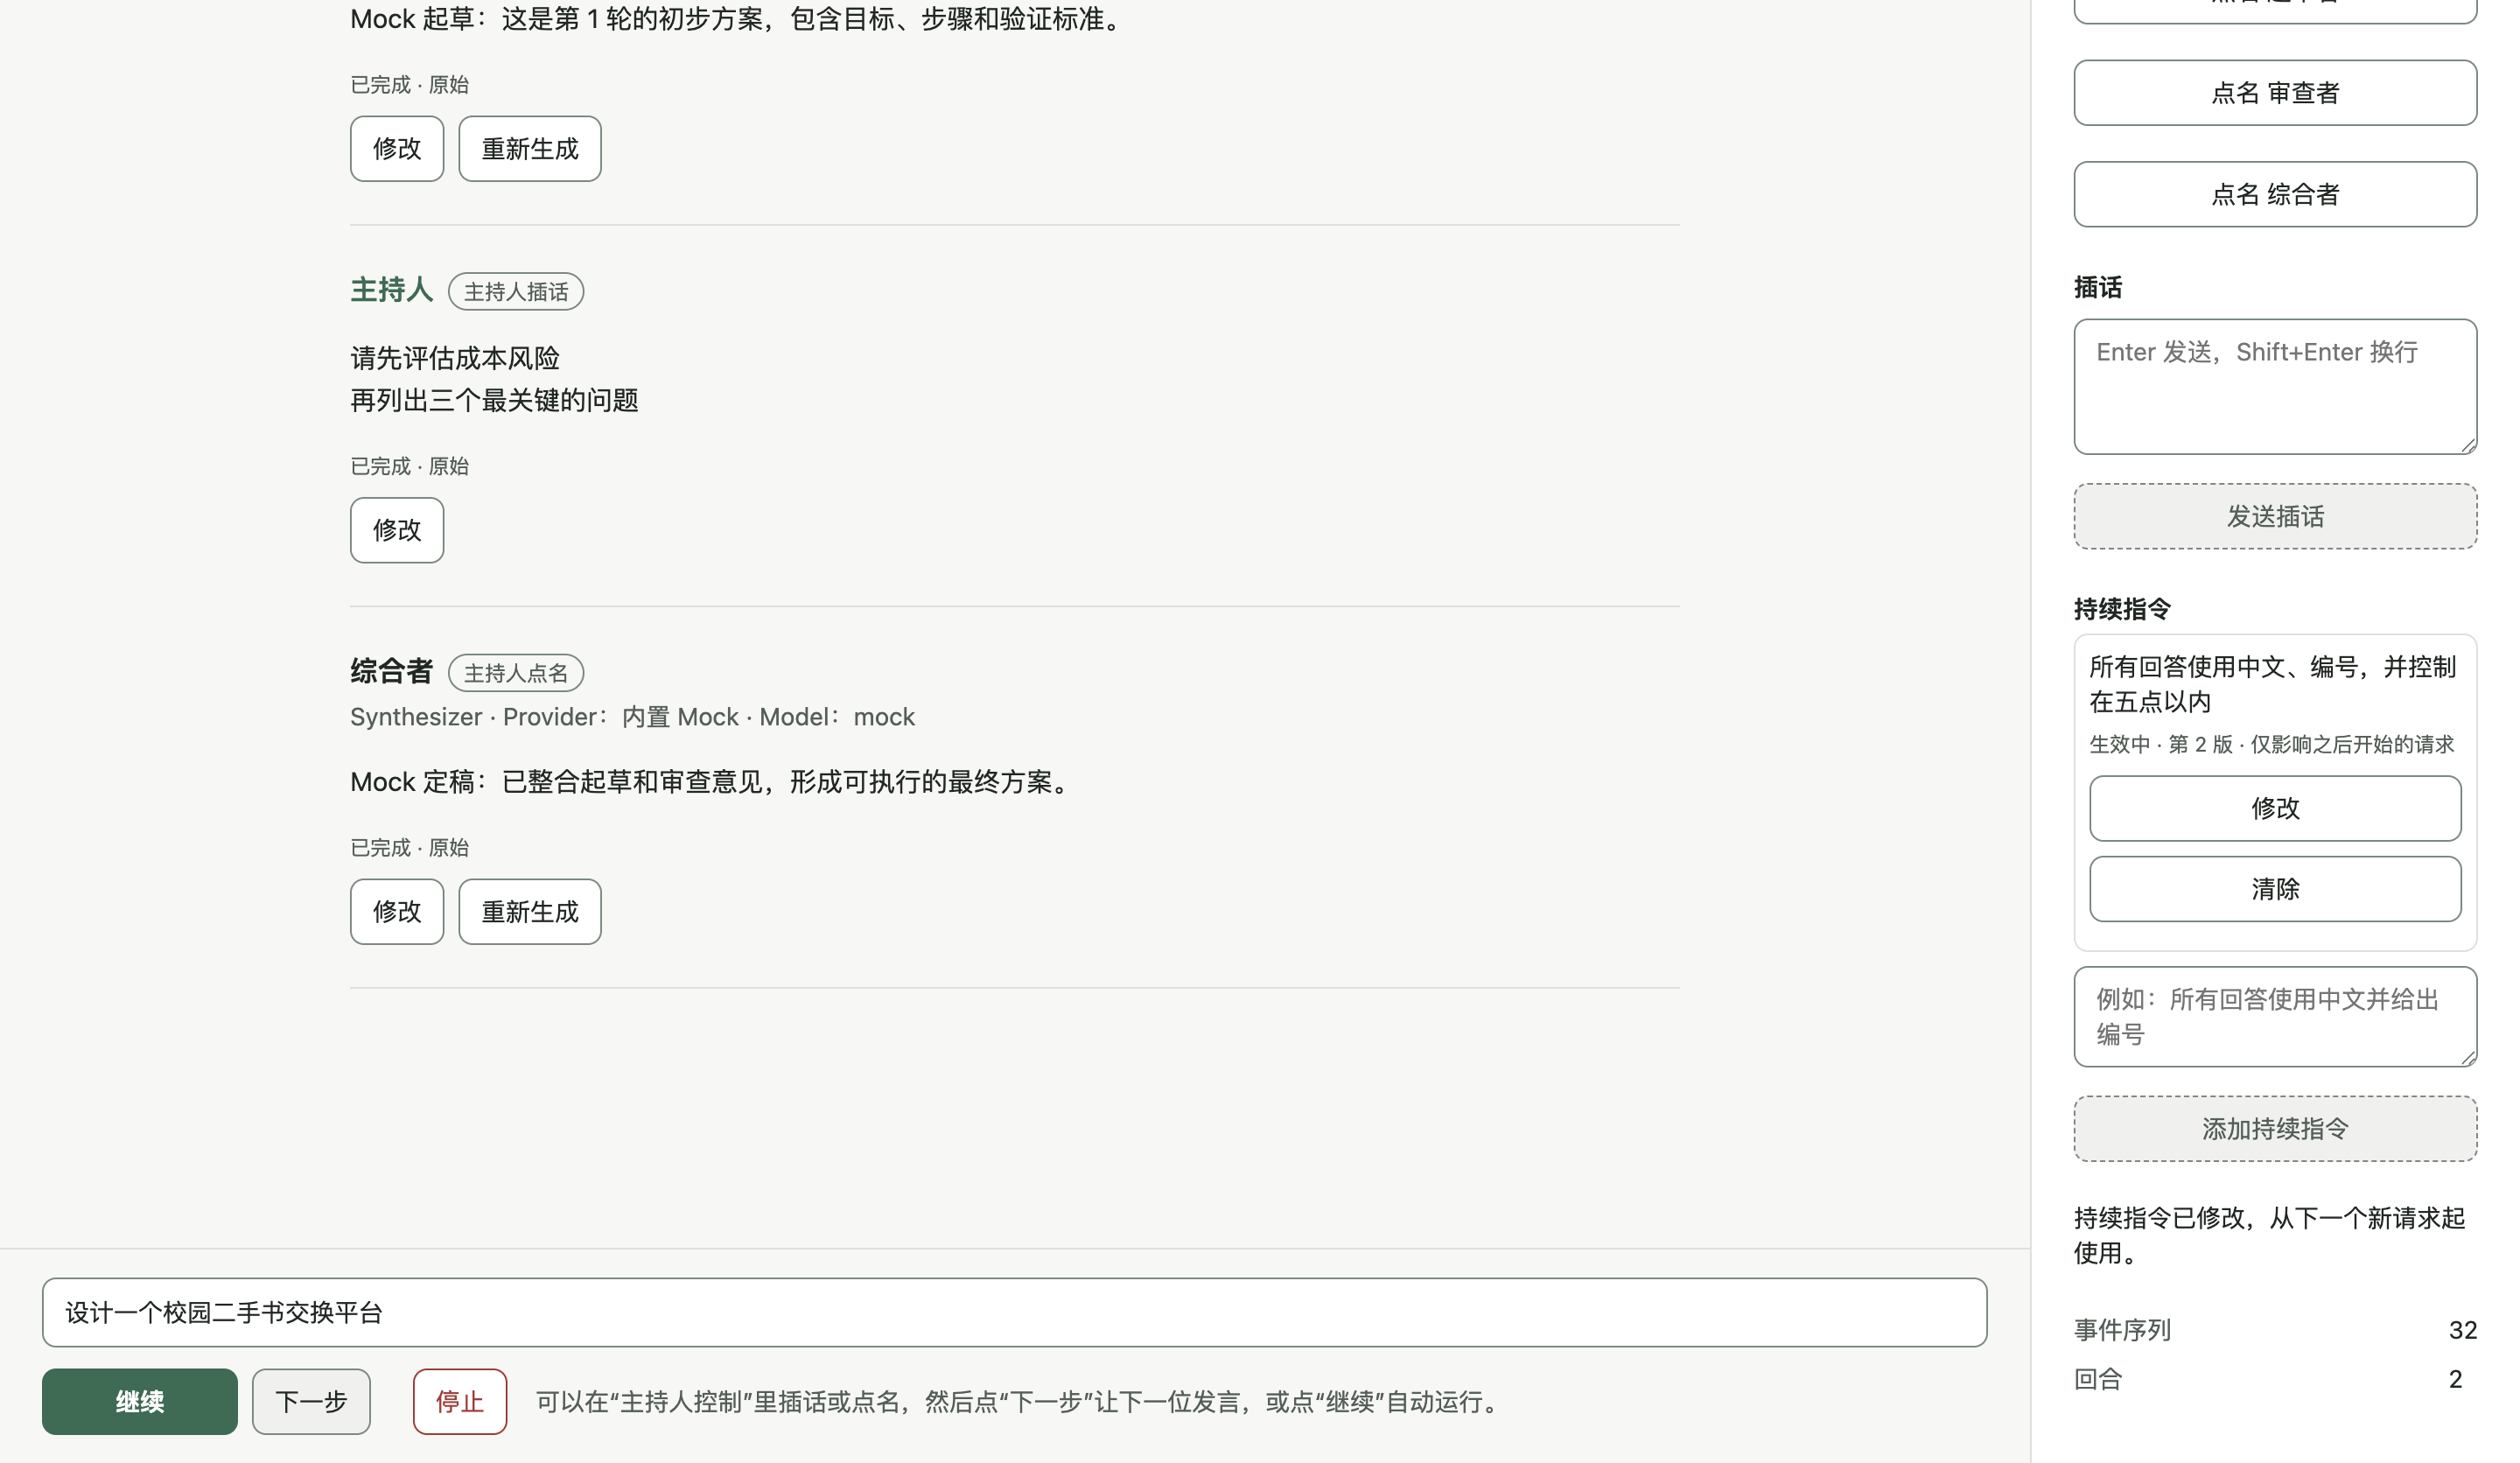 Mock 起草：这是第 1 轮的初步方案，包含目标、步骤和验证标准。
已完成 · 原始
修改
重新生成
主持人
主持人插话
请先评估成本风险
再列出三个最关键的问题
已完成 · 原始
修改
综合者
主持人点名
Synthesizer · Provider：内置 Mock · Model：mock
Mock 定稿：已整合起草和审查意见，形成可执行的最终方案。
已完成 · 原始
修改
重新生成
设计一个校园二手书交换平台
继续
下一步
停止
可以在“主持人控制”里插话或点名，然后点“下一步”让下一位发言，或点“继续”自动运行。
点名 审查者
点名 综合者
插话
Enter 发送，Shift+Enter 换行
发送插话
持续指令
所有回答使用中文、编号，并控制
在五点以内
生效中 · 第 2 版 · 仅影响之后开始的请求
修改
清除
例如：所有回答使用中文并给出
编号
添加持续指令
持续指令已修改，从下一个新请求起
使用。
事件序列
32
回合
2